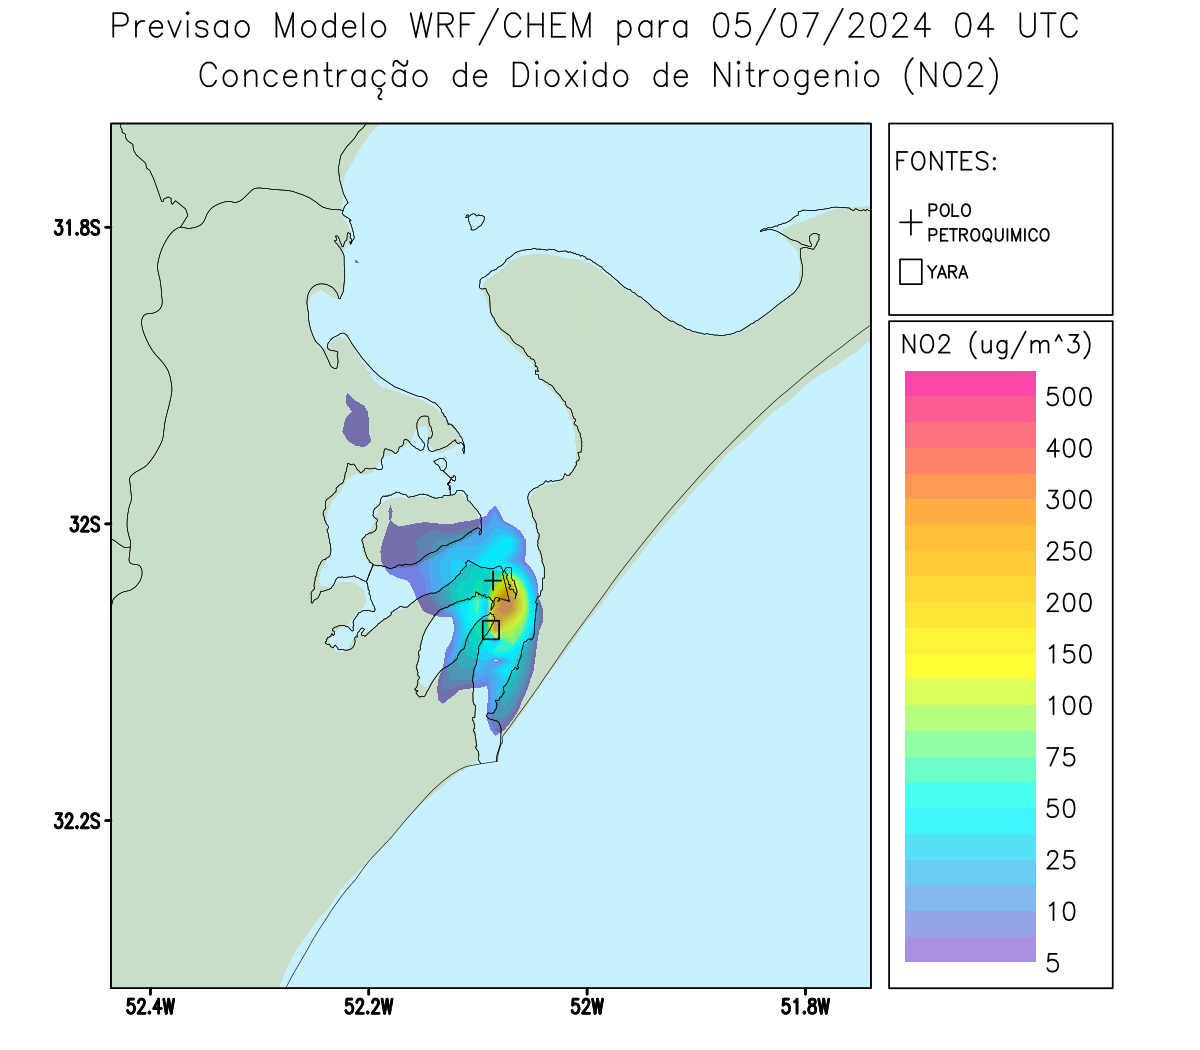 Previsao Modelo WRF/CHEM para 05/07/2024 04 UTC
Concentração de Dioxido de Nitrogenio (NO2)
FONTES:
POLO
PETROQUIMICO
YARA
31.8S
32S
32.2S
52.4W
52.2W
52W
51.8W
NO2 (ug/m^3)
500
400
300
250
200
150
100
75
50
25
10
5